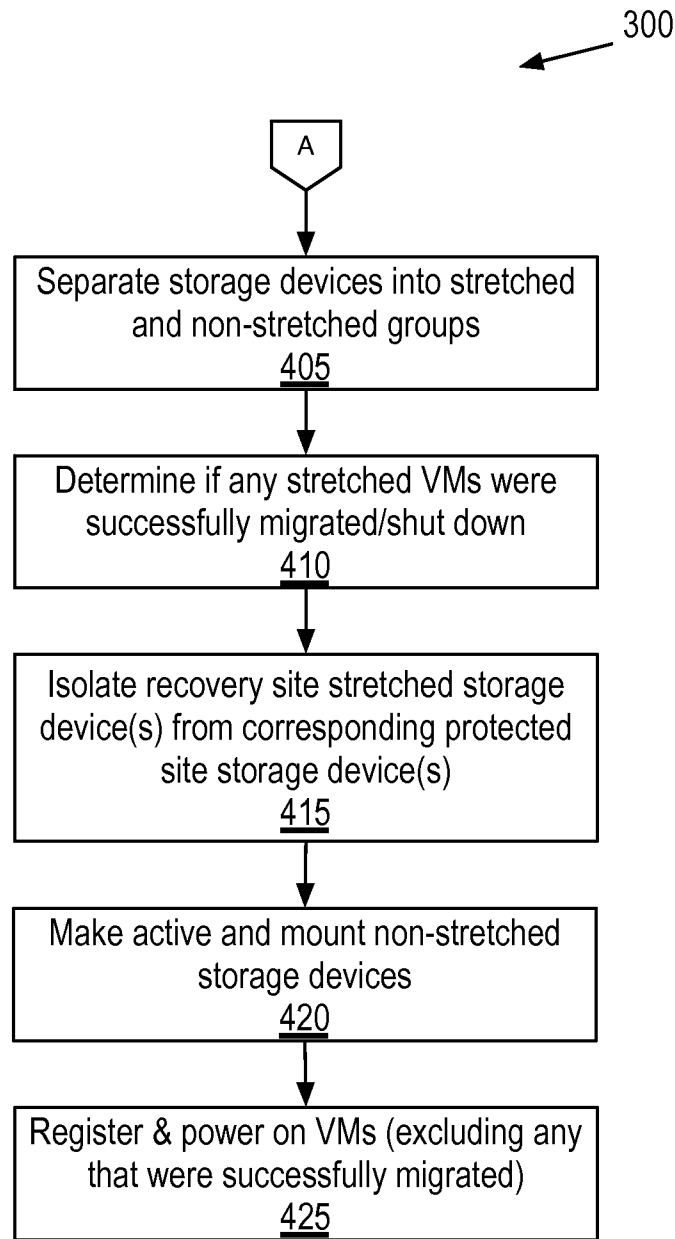 300
A
Separate storage devices into stretched
and non-stretched groups
405
Determine if any stretched VMs were
successfully migrated/shut down
410
Isolate recovery site stretched storage
device(s) from corresponding protected
site storage device(s)
415
Make active and mount non-stretched
storage devices
420
Register & power on VMs (excluding any
that were successfully migrated)
425